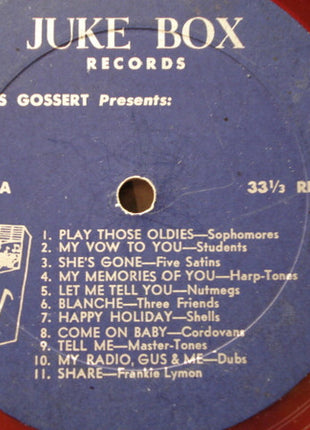 JUKE BOX
RECORDS
S GOSSERT Presents:
A
33⅓ R
1. PLAY THOSE OLDIES—Sophomores
2. MY VOW TO YOU—Students
3. SHE'S GONE—Five Satins
4. MY MEMORIES OF YOU—Harp-Tones
5. LET ME TELL YOU—Nutmegs
6. BLANCHE—Three Friends
7. HAPPY HOLIDAY—Shells
8. COME ON BABY—Cordovans
9. TELL ME—Master-Tones
10. MY RADIO, GUS & ME—Dubs
11. SHARE—Frankie Lymon